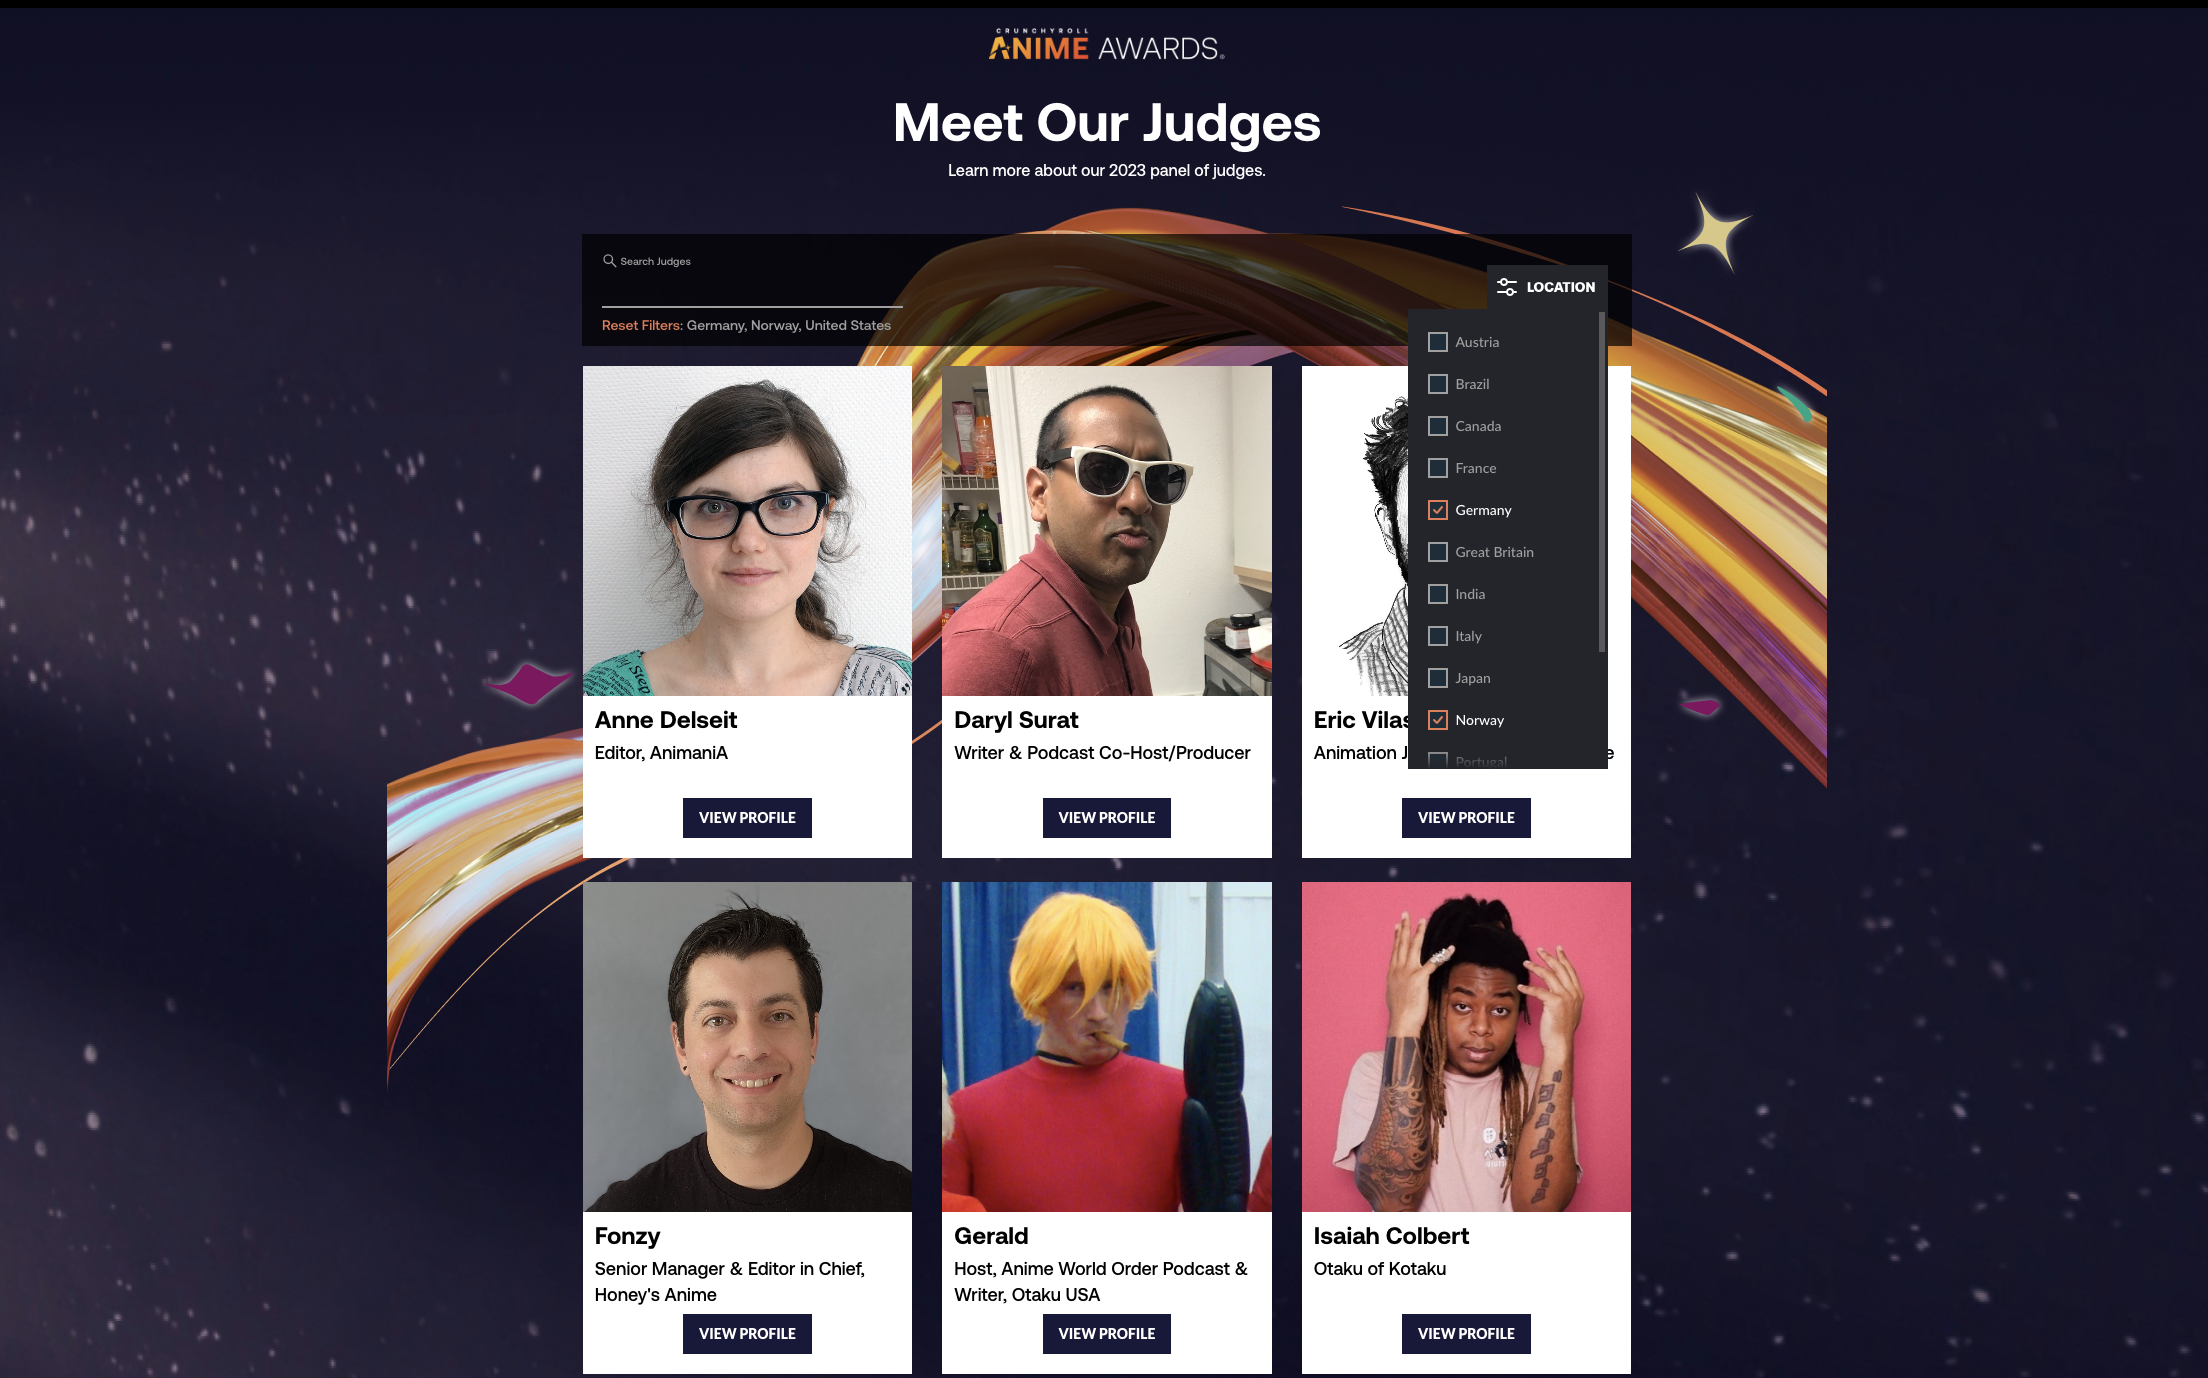 CRUNCHYROLL
ANIME AWARDS®
Meet Our Judges
Learn more about our 2023 panel of judges.
Search Judges
LOCATION
Reset Filters: Germany, Norway, United States
Austria
Brazil
Canada
France
Germany
Great Britain
India
Italy
Japan
Norway
Portugal
Anne Delseit
Editor, AnimaniA
VIEW PROFILE
Daryl Surat
Writer & Podcast Co-Host/Producer
VIEW PROFILE
Eric Vilas
Animation J
VIEW PROFILE
Fonzy
Senior Manager & Editor in Chief,
Honey's Anime
VIEW PROFILE
Gerald
Host, Anime World Order Podcast &
Writer, Otaku USA
VIEW PROFILE
Isaiah Colbert
Otaku of Kotaku
VIEW PROFILE